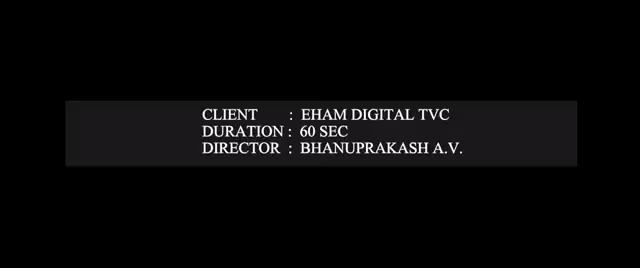 CLIENT : EHAM DIGITAL TVC
DURATION : 60 SEC
DIRECTOR : BHANUPRAKASH A.V.